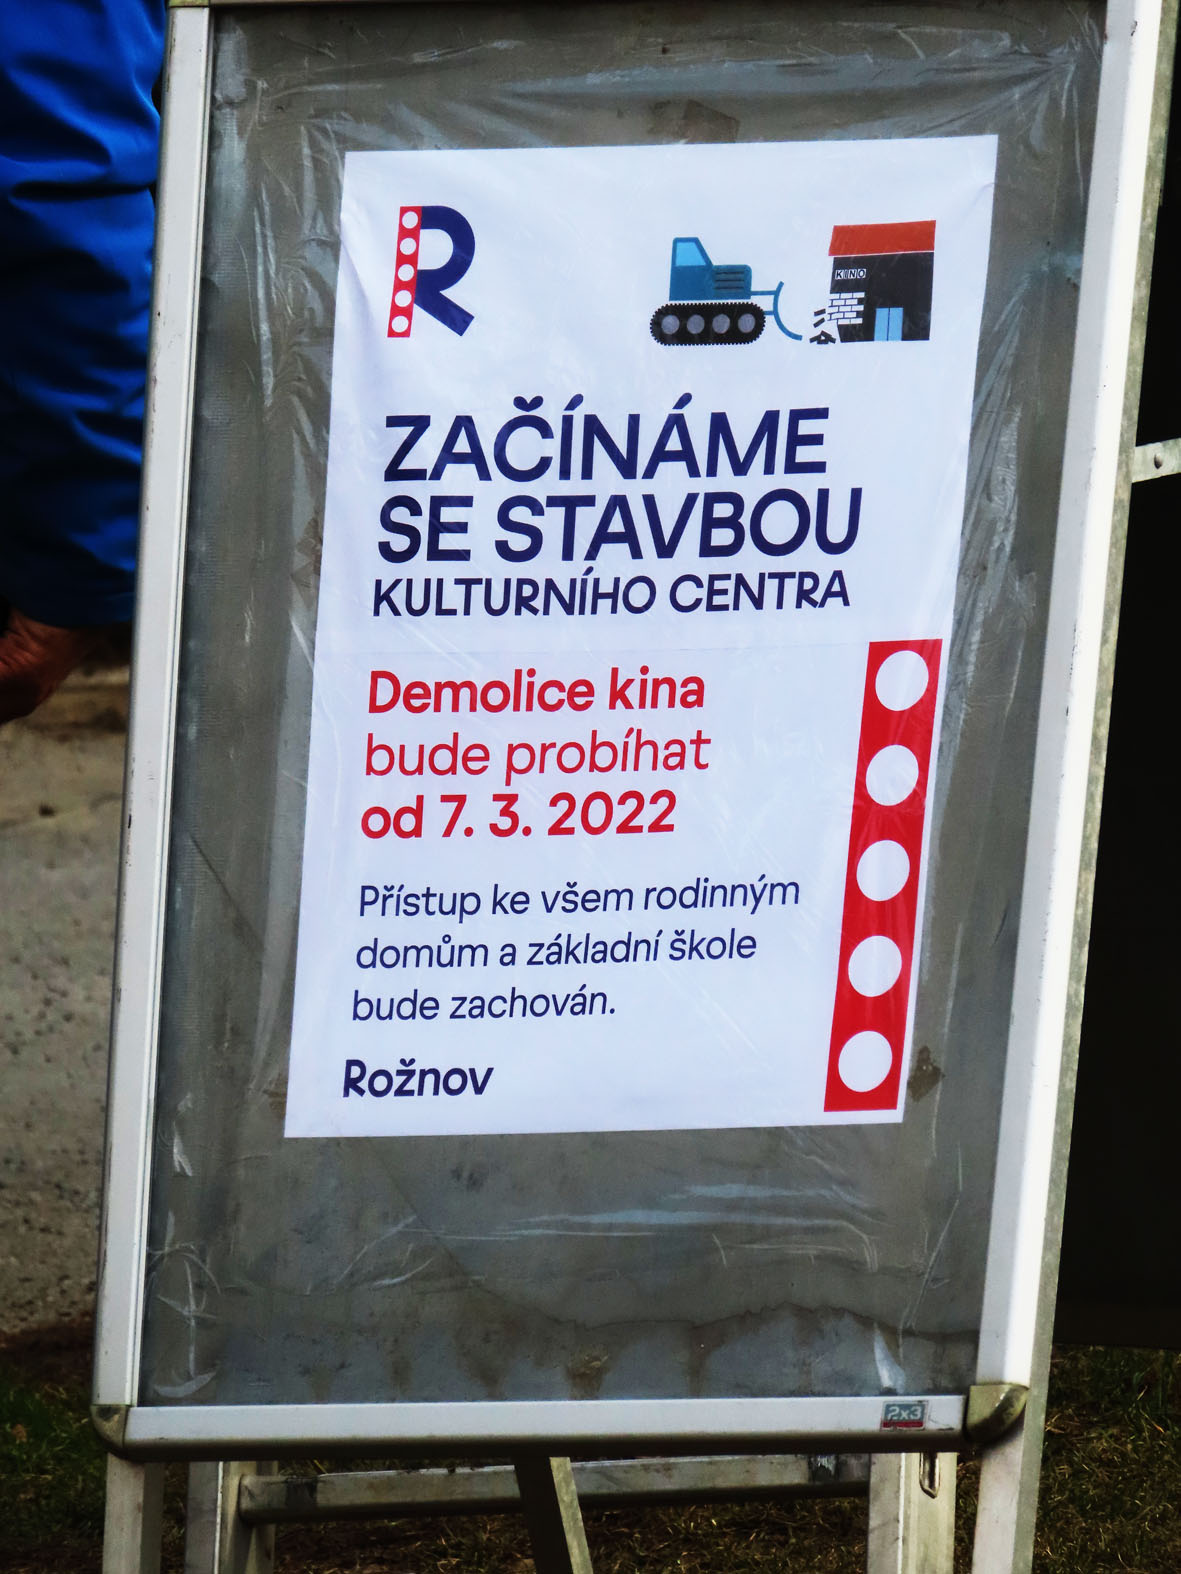 R
KINO
ZAČÍNÁME
SE STAVBOU
KULTURNÍHO CENTRA
Demolice kina
bude probíhat
od 7. 3. 2022
Přístup ke všem rodinným
domům a základní škole
bude zachován.
Rožnov
2x3